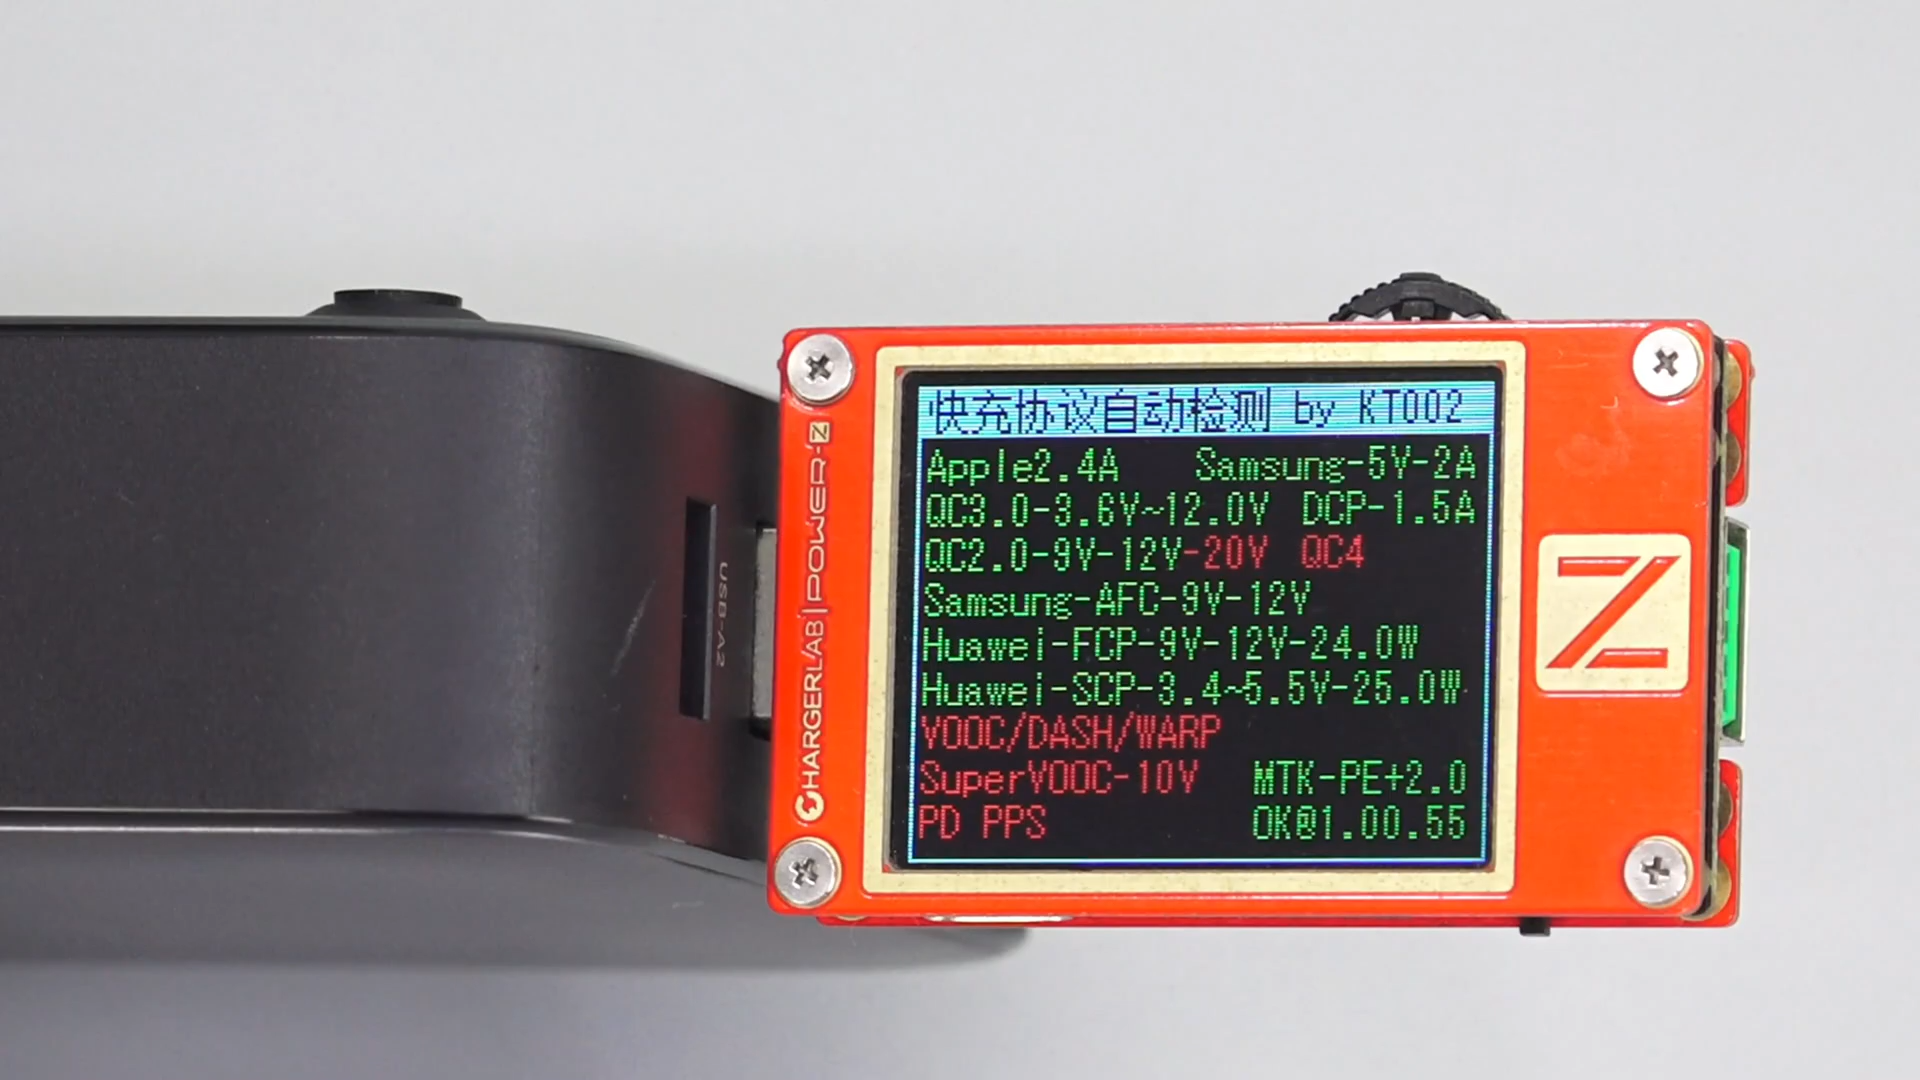 快充协议自动检测 by KT002
Apple2.4A Samsung-5V-2A
QC3.0-3.6V~12.0V DCP-1.5A
QC2.0-9V-12V-20V QC4
Samsung-AFC-9V-12V
Huawei-FCP-9V-12V-24.0W
Huawei-SCP-3.4~5.5V-25.0W
VOOC/DASH/WARP
SuperVOOC-10V MTK-PE+2.0
PD PPS OK@1.00.55
CHARGERLAB | POWER-Z
USB-A2
Z